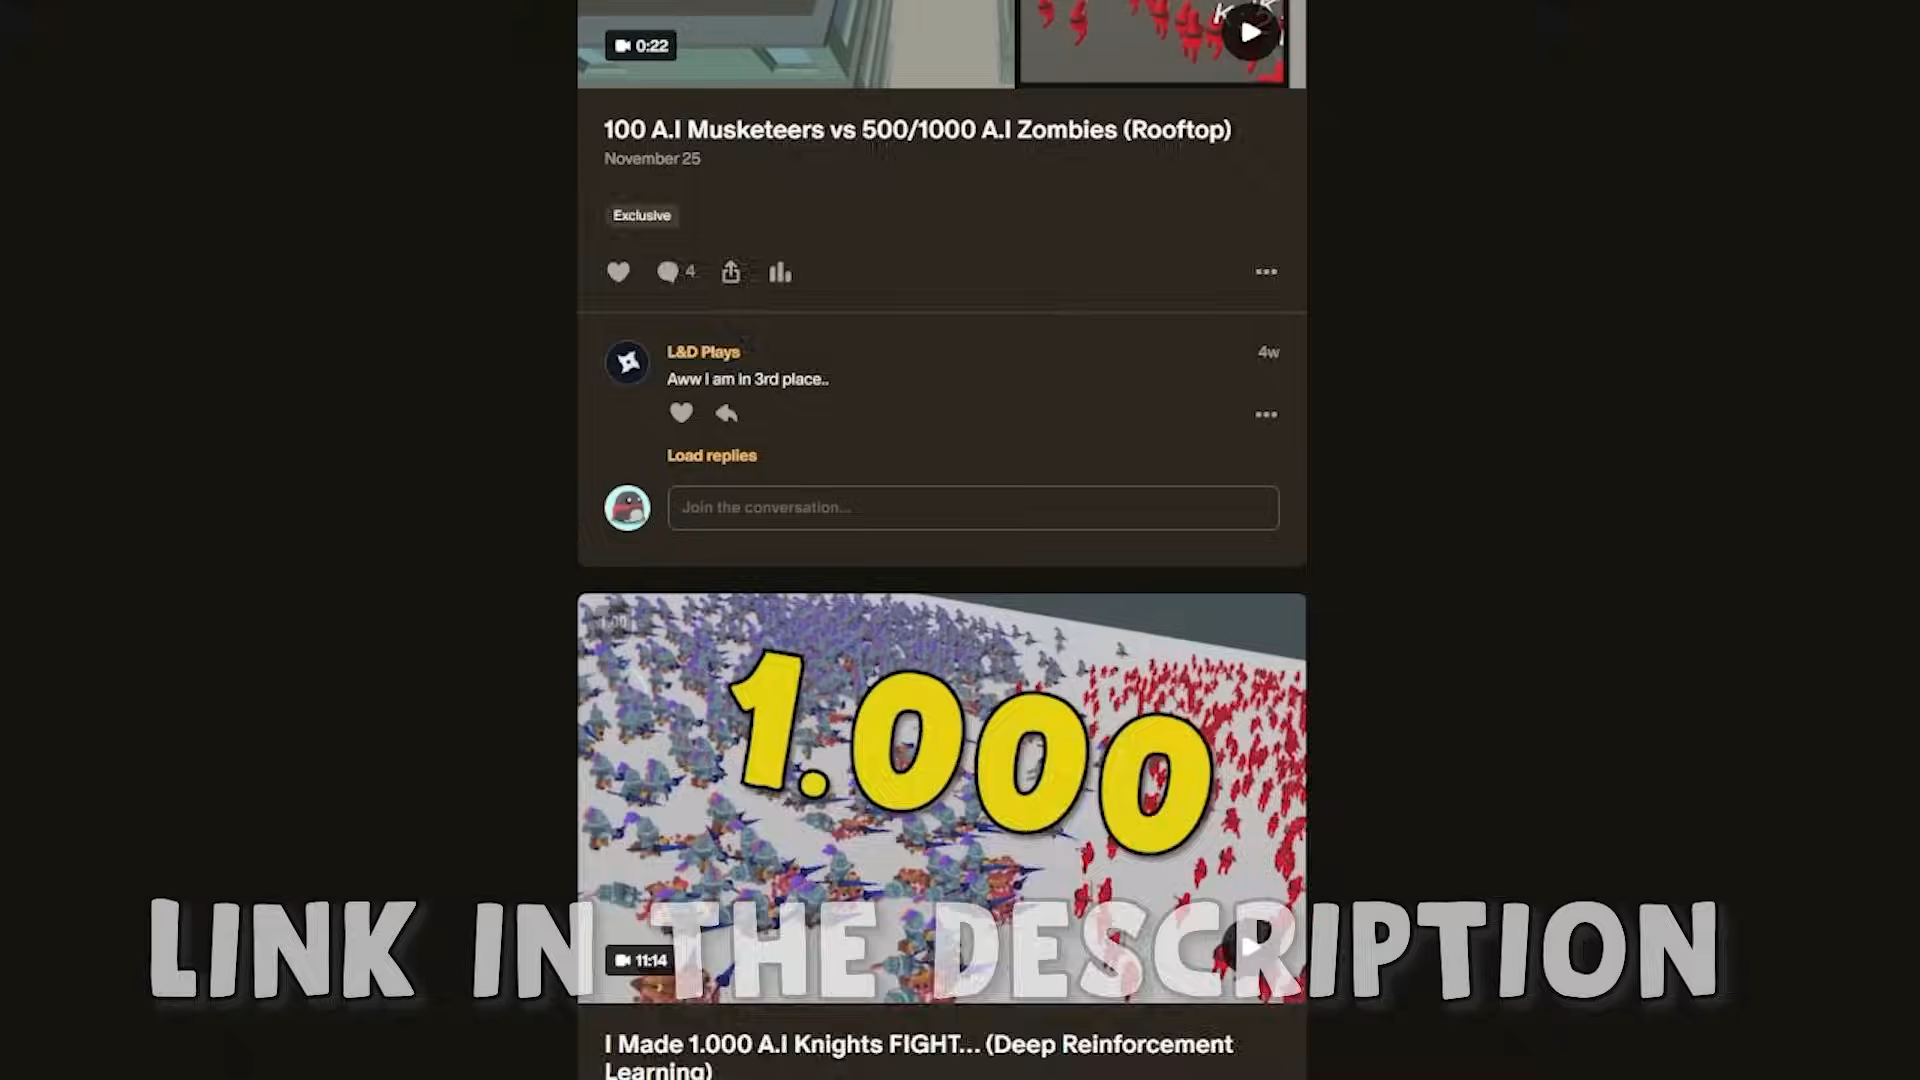 0:22
100 A.I Musketeers vs 500/1000 A.I Zombies (Rooftop)
November 25
Exclusive
4
L&D Plays
4w
Aww I am in 3rd place..
Load replies
Join the conversation...
1.000
LINK IN THE DESCRIPTION
11:14
I Made 1.000 A.I Knights FIGHT... (Deep Reinforcement
Learning)